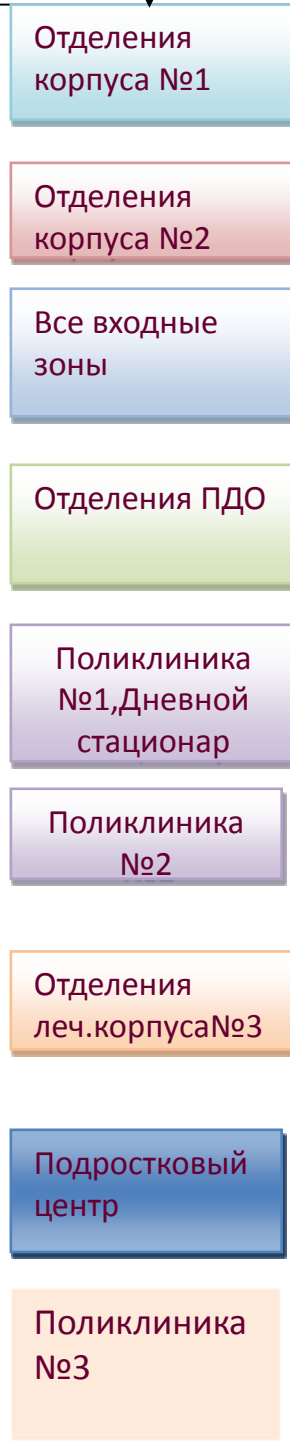 Отделения
корпуса №1
Отделения
корпуса №2
Все входные
зоны
Отделения ПДО
Поликлиника
№1,Дневной
стационар
Поликлиника
№2
Отделения
леч.корпуса№3
Подростковый
центр
Поликлиника
№3